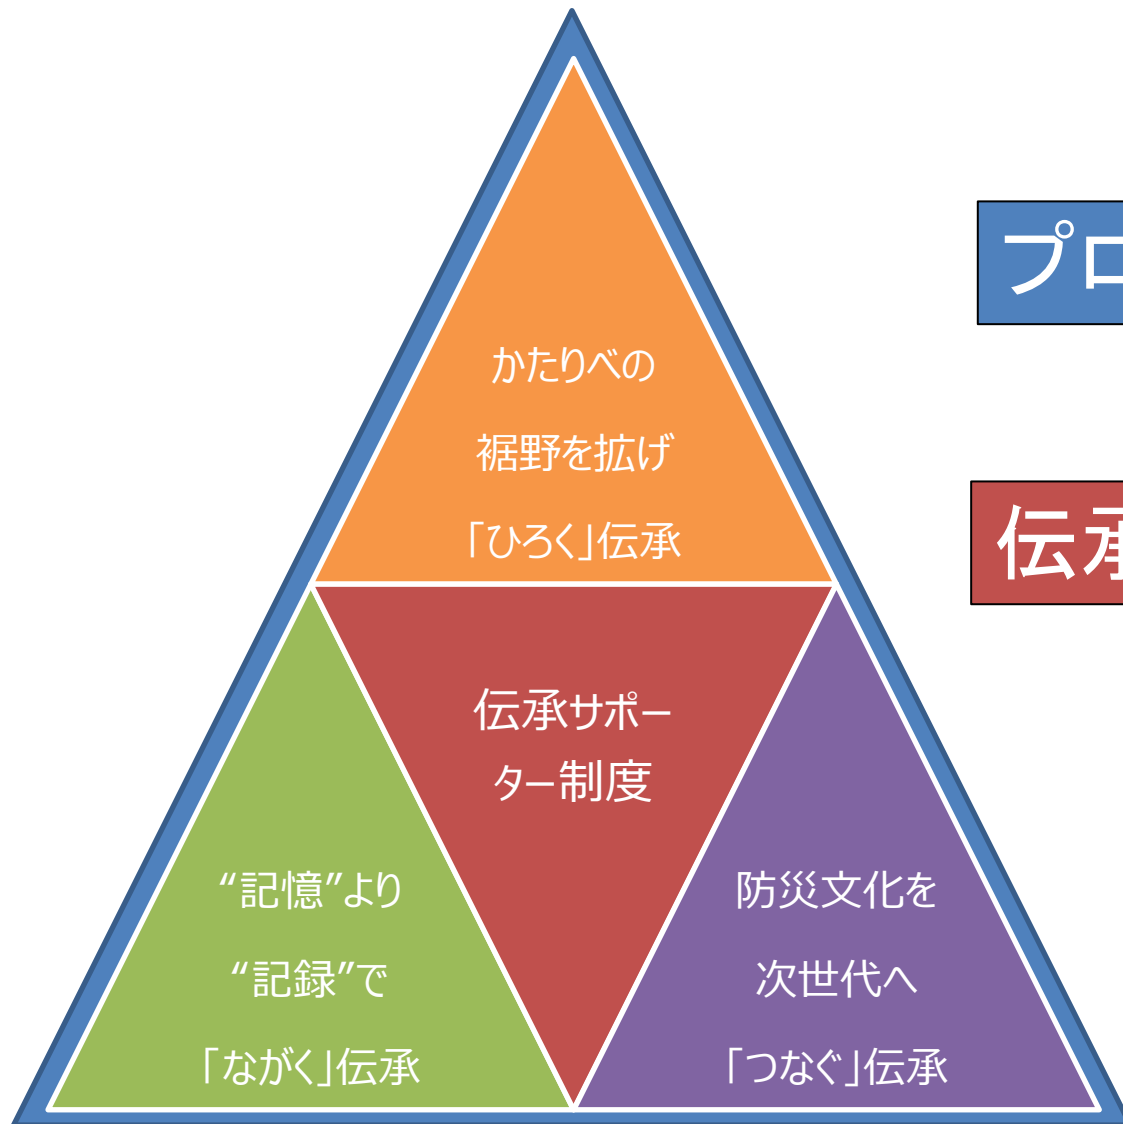 かたりべの
裾野を拡げ
「ひろく」伝承
伝承サポー
ター制度
“記憶”より
“記録”で
「ながく」伝承
防災文化を
次世代へ
「つなぐ」伝承
プロ
伝承